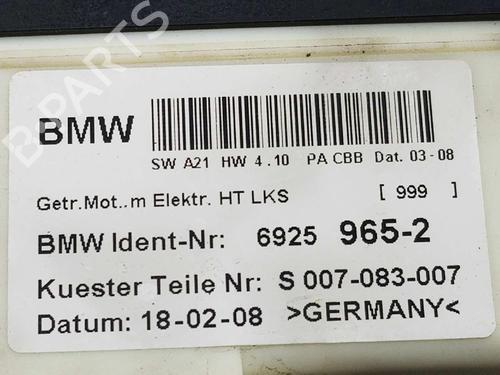 BMW
SW A21 HW 4.10 PA CBB Dat. 03-08
Getr.Mot..m Elektr. HT LKS [ 999 ]
BMW Ident-Nr: 6925 965-2
Kuester Teile Nr: S 007-083-007
Datum: 18-02-08 >GERMANY<
B-PARTS